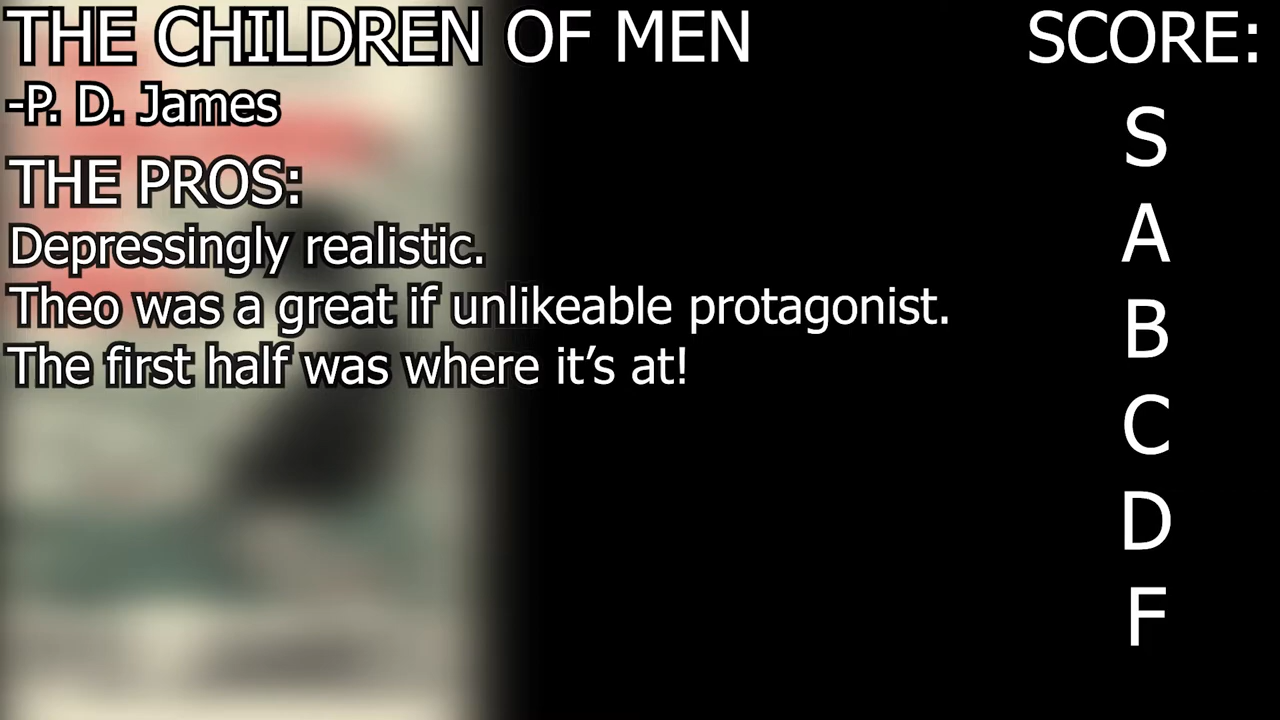 THE CHILDREN OF MEN
-P. D. James
THE PROS:
Depressingly realistic.
Theo was a great if unlikeable protagonist.
The first half was where it’s at!
SCORE:
S
A
B
C
D
F